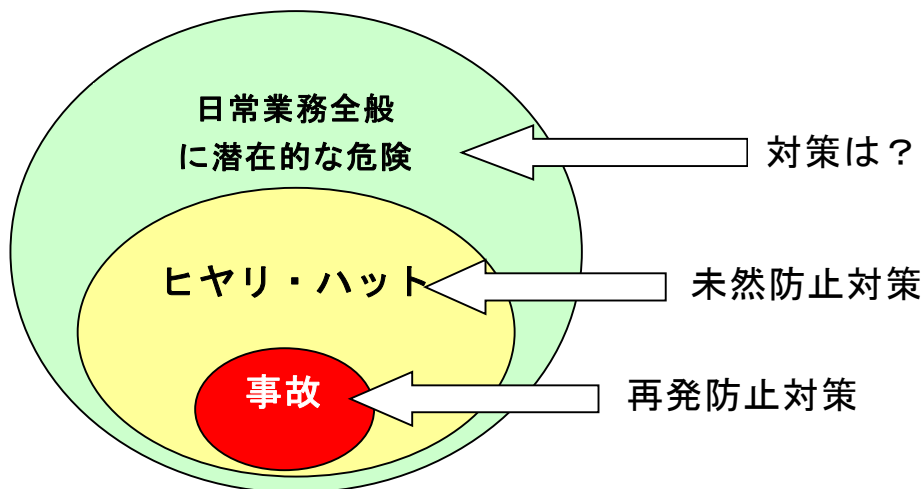 日常業務全般
に潜在的な危険
対策は？
ヒヤリ・ハット
未然防止対策
事故
再発防止対策